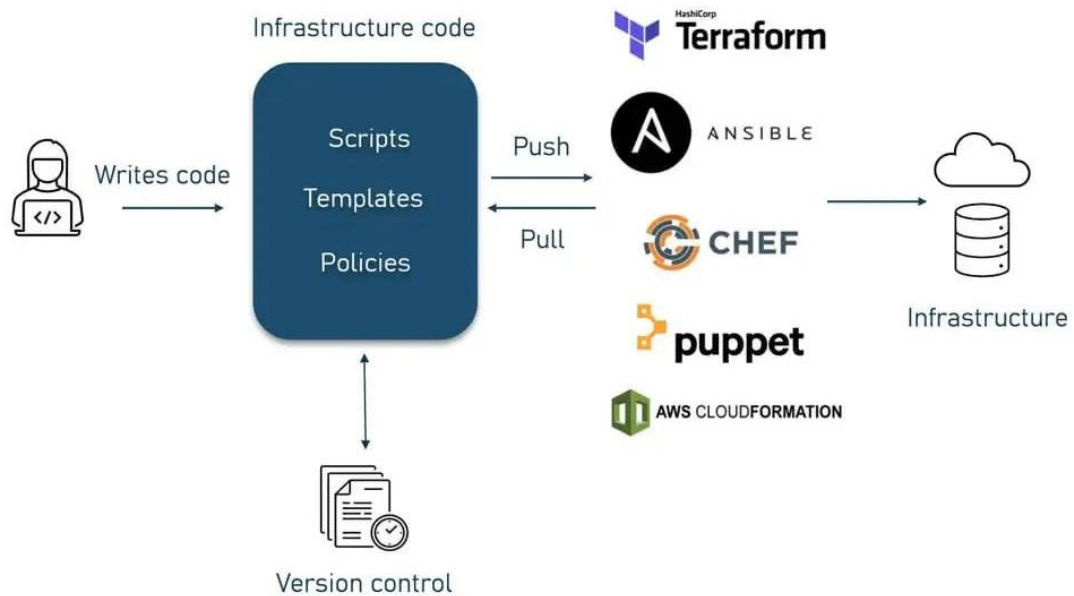 Infrastructure code
Writes code
</>
Scripts
Templates
Policies
Push
Pull
HashiCorp
Terraform
ANSIBLE
CHEF
puppet
AWS CLOUDFORMATION
Infrastructure
Version control